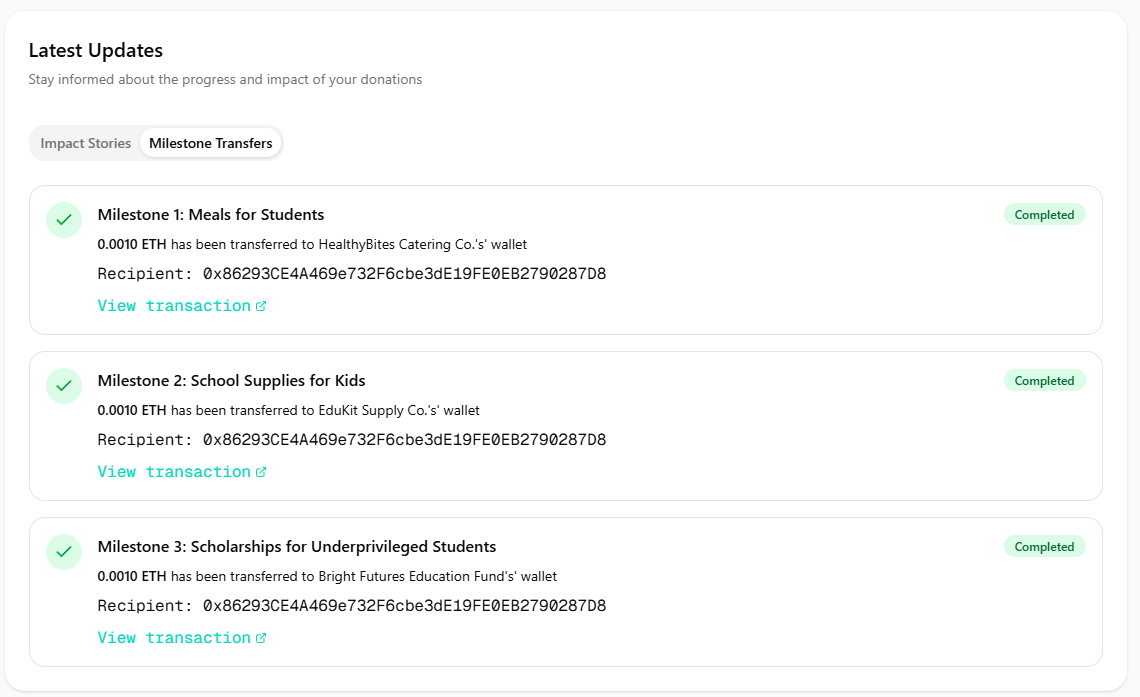 Latest Updates
Stay informed about the progress and impact of your donations
Impact Stories Milestone Transfers
Milestone 1: Meals for Students Completed
0.0010 ETH has been transferred to HealthyBites Catering Co.'s' wallet
Recipient: 0x86293CE4A469e732F6cbe3dE19FE0EB2790287D8
View transaction
Milestone 2: School Supplies for Kids Completed
0.0010 ETH has been transferred to EduKit Supply Co.'s' wallet
Recipient: 0x86293CE4A469e732F6cbe3dE19FE0EB2790287D8
View transaction
Milestone 3: Scholarships for Underprivileged Students Completed
0.0010 ETH has been transferred to Bright Futures Education Fund's' wallet
Recipient: 0x86293CE4A469e732F6cbe3dE19FE0EB2790287D8
View transaction